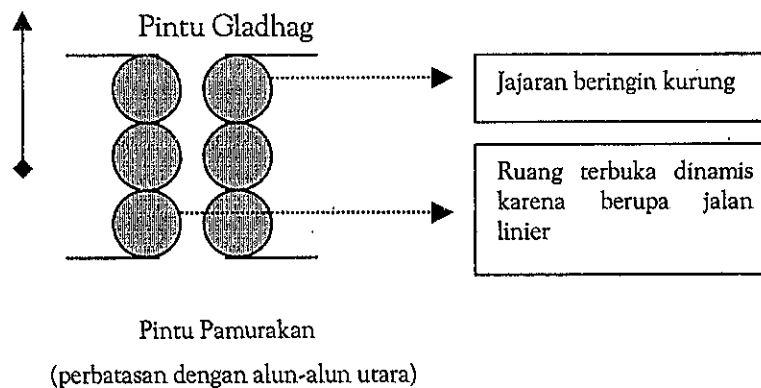 Pintu Gladhag
Jajaran beringin kurung
Ruang terbuka dinamis
karena berupa jalan
linier
Pintu Pamurakan
(perbatasan dengan alun-alun utara)